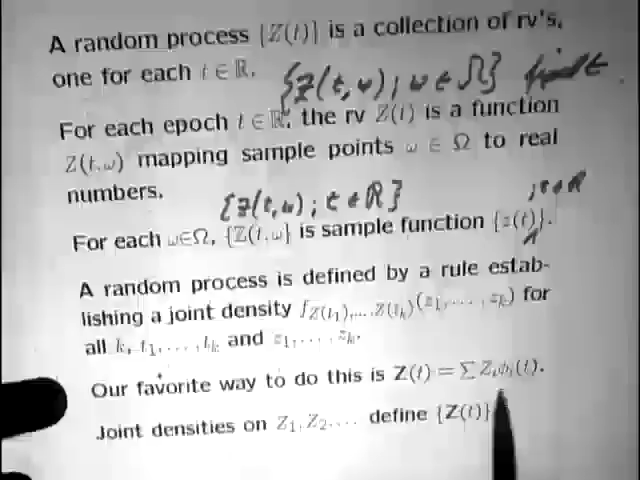 A random process {Z(t)} is a collection of rv's,
one for each t ∈ ℝ.
{Z(t,ω); ω ∈ Ω} fixed t
For each epoch t ∈ ℝ, the rv Z(t) is a function
Z(t,ω) mapping sample points ω ∈ Ω to real
numbers.
{Z(t,ω); t ∈ ℝ}
; t ∈ ℝ
For each ω∈Ω, {Z(t,ω} is sample function {z(t)}.
A random process is defined by a rule estab-
lishing a joint density f_{Z(t_1),...,Z(t_k)}(z_1,...,z_k) for
all k, t_1,...,t_k and z_1,...,z_k.
Our favorite way to do this is Z(t) = Σ Z_iφ_i(t).
Joint densities on Z_1, Z_2,... define {Z(t)}